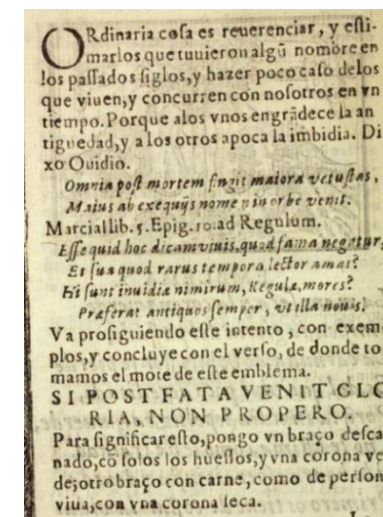 ORdinaria cosa es reuerenciar, y esti-
marlos que tuuieron algũ nombre en
los passados siglos, y hazer poco caso delos
que viuen, y concurren con nosotros en vn
tiempo. Porque alos vnos engrãdece la an
tiguedad, y a los otros apoca la imbidia. Di
xo Ouidio.
Omnia post mortem fingit maiora vetustas,
Maius ab exequijs nomen in orbe venit.
Marcial lib. 5. Epig. 10. ad Regulum.
Esse quid hoc dicam viuis. quod fama negatur,
Et sua quod rarus tempora lector amat?
Hi sunt inuidiæ nimirum, Regule, mores?
Præferat antiquos semper, vt illa nouis.
Va prosiguiendo este intento, con exem
plos, y concluye con el verso, de donde to
mamos el mote de este emblema.
SI POST FATA VENIT GLO
RIA, NON PROPERO.
Para significar esto, pongo vn braço desca
nado, cõ solos los huessos, y vna corona ve
de; otro braço con carne, como de person
viua, con vna corona seca.